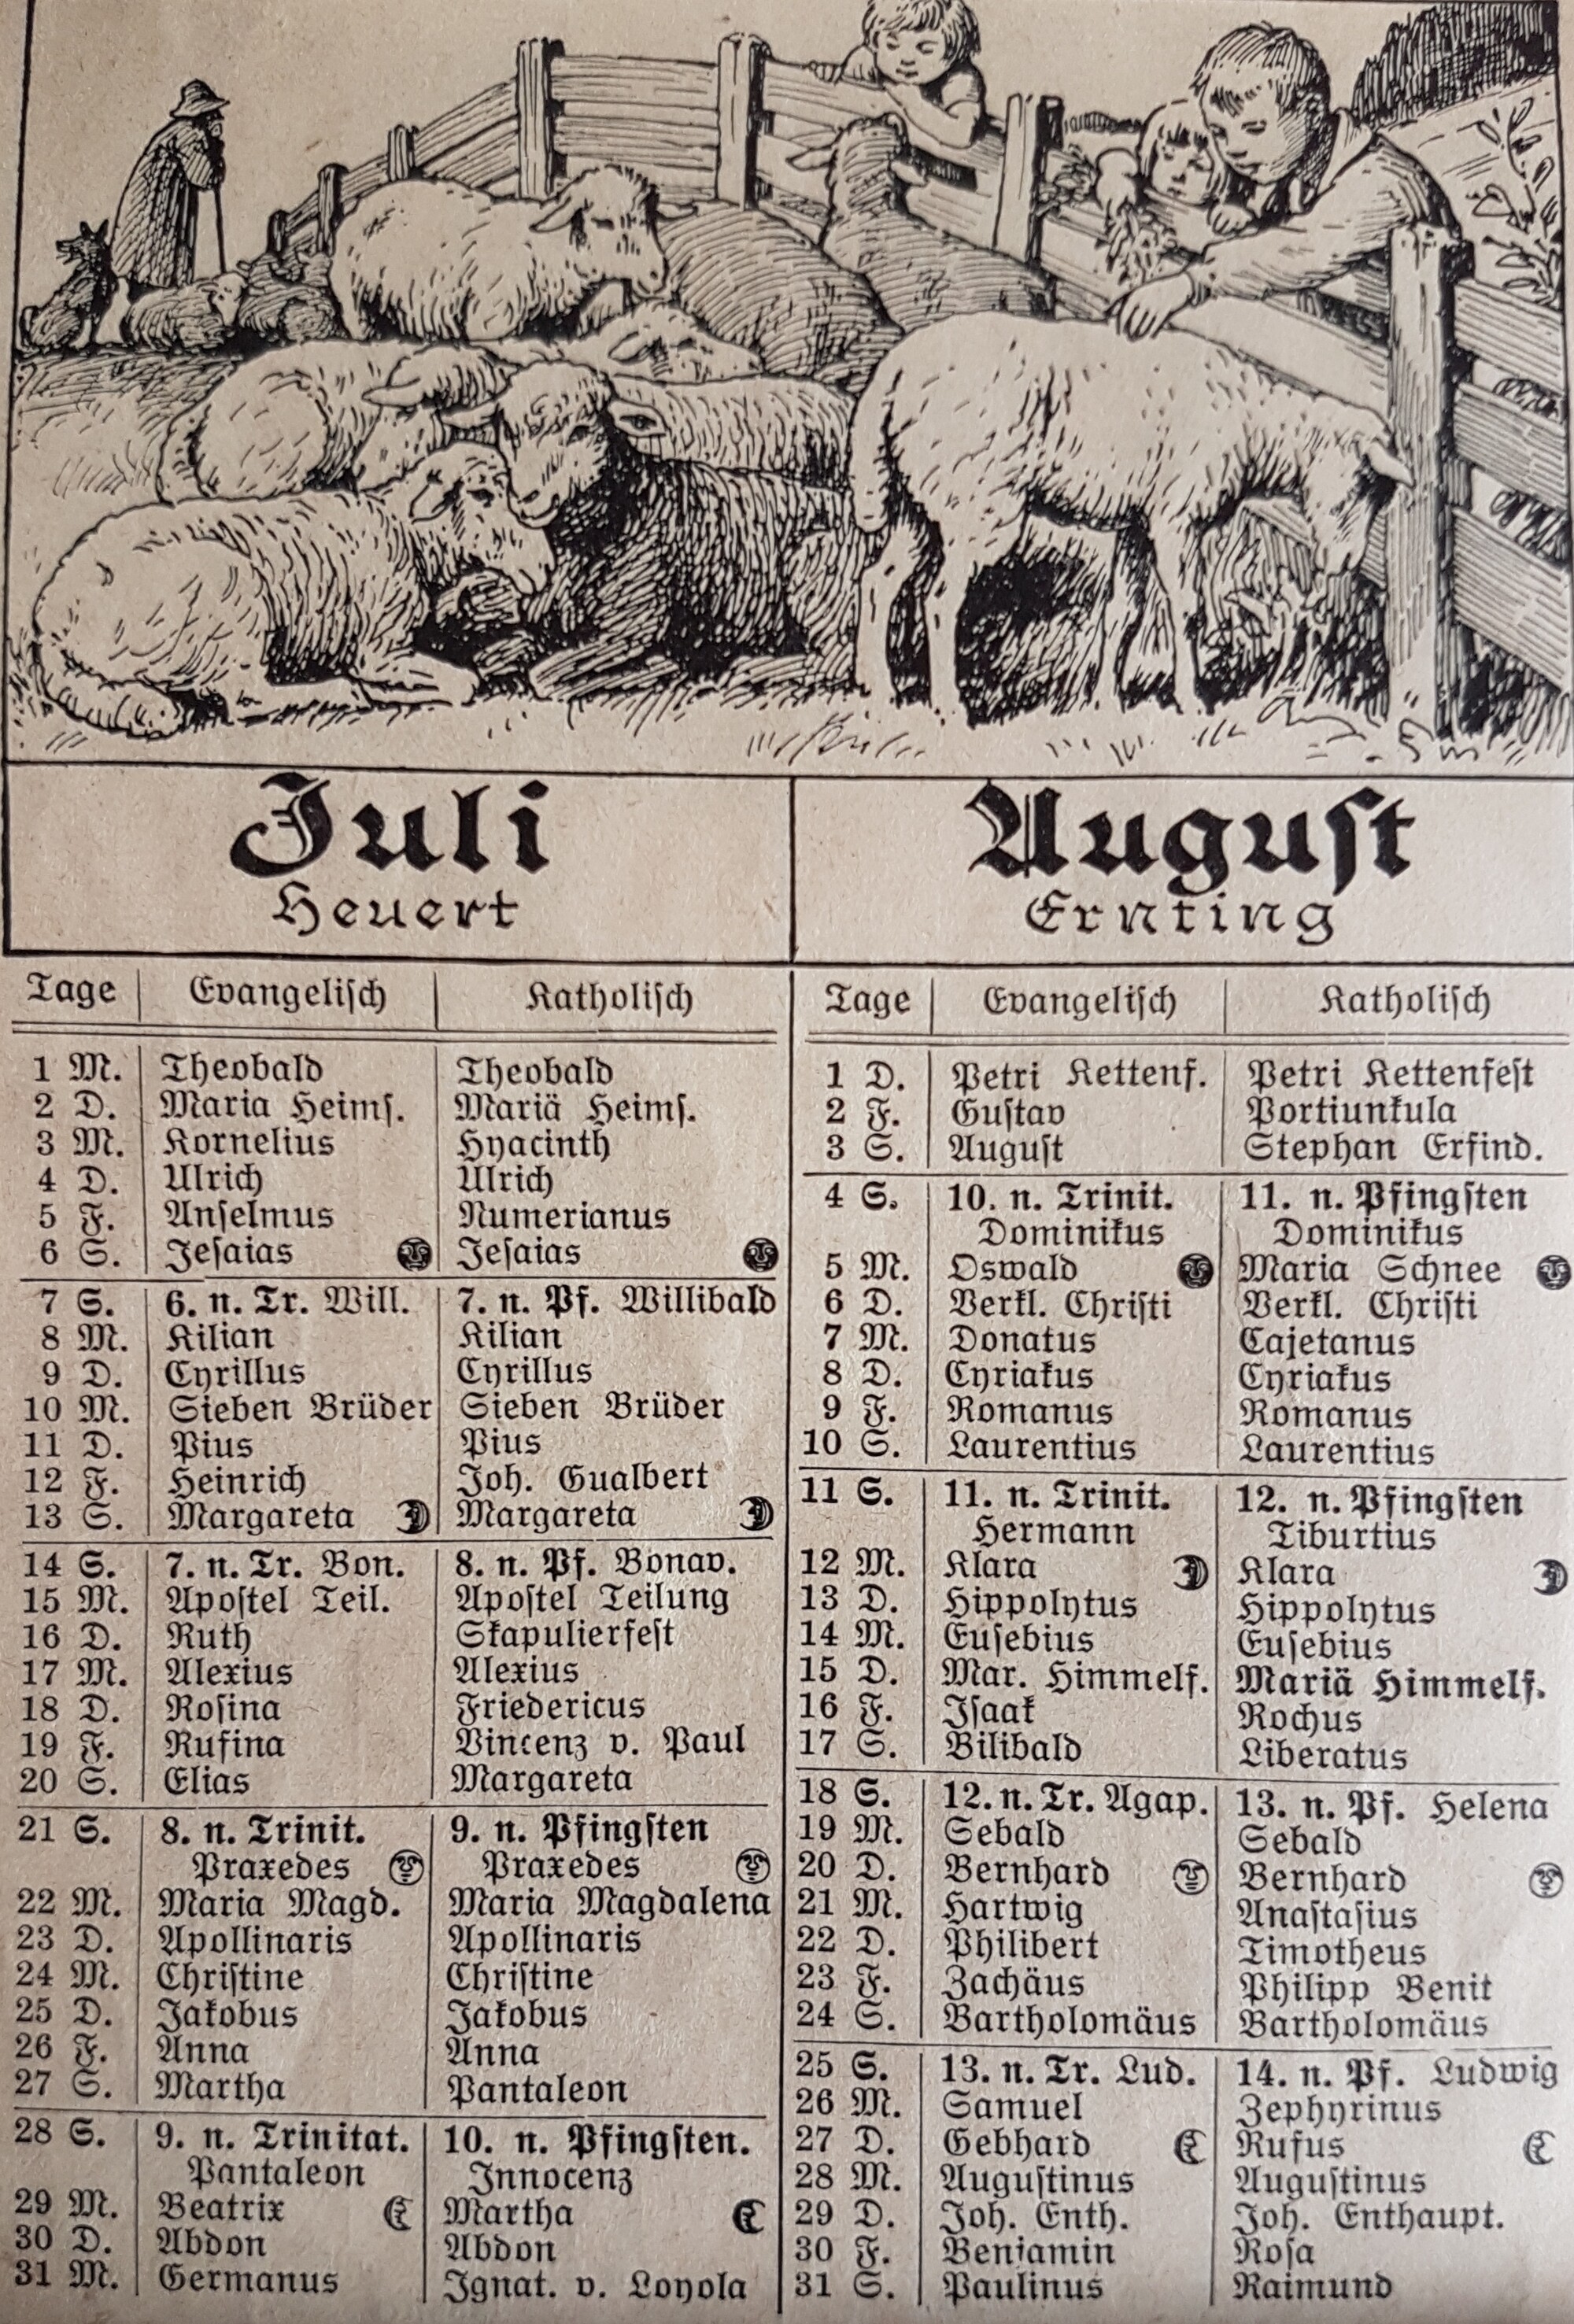 Juli
Heuert
Tage Evangelisch Katholisch
1 M. Theobald Theobald
2 D. Maria Heims. Mariä Heims.
3 M. Kornelius Hyacinth
4 D. Ulrich Ulrich
5 F. Anselmus Numerianus
6 S. Jesaias Jesaias
7 S. 6. n. Tr. Will. 7. n. Pf. Willibald
8 M. Kilian Kilian
9 D. Cyrillus Cyrillus
10 M. Sieben Brüder Sieben Brüder
11 D. Pius Pius
12 F. Heinrich Joh. Gualbert
13 S. Margareta Margareta
14 S. 7. n. Tr. Bon. 8. n. Pf. Bonav.
15 M. Apostel Teil. Apostel Teilung
16 D. Ruth Skapulierfest
17 M. Alexius Alexius
18 D. Rosina Friedericus
19 F. Rufina Vincenz v. Paul
20 S. Elias Margareta
21 S. 8. n. Trinit. 9. n. Pfingsten
Praxedes Praxedes
22 M. Maria Magd. Maria Magdalena
23 D. Apollinaris Apollinaris
24 M. Christine Christine
25 D. Jakobus Jakobus
26 F. Anna Anna
27 S. Martha Pantaleon
28 S. 9. n. Trinitat. 10. n. Pfingsten.
Pantaleon Innocenz
29 M. Beatrix Martha
30 D. Abdon Abdon
31 M. Germanus Ignat. v. Loyola
August
Ernting
Tage Evangelisch Katholisch
1 D. Petri Kettenf. Petri Kettenfest
2 F. Gustav Portiunkula
3 S. August Stephan Erfind.
4 S. 10. n. Trinit. 11. n. Pfingsten
Dominikus Dominikus
5 M. Oswald Maria Schnee
6 D. Verkl. Christi Verkl. Christi
7 M. Donatus Cajetanus
8 D. Cyriakus Cyriakus
9 F. Romanus Romanus
10 S. Laurentius Laurentius
11 S. 11. n. Trinit. 12. n. Pfingsten
Hermann Tiburtius
12 M. Klara Klara
13 D. Hippolytus Hippolytus
14 M. Eusebius Eusebius
15 D. Mar. Himmelf. Mariä Himmelf.
16 F. Isaak Rochus
17 S. Bilibald Liberatus
18 S. 12. n. Tr. Agap. 13. n. Pf. Helena
19 M. Sebald Sebald
20 D. Bernhard Bernhard
21 M. Hartwig Anastasius
22 D. Philibert Timotheus
23 F. Zachäus Philipp Benit
24 S. Bartholomäus Bartholomäus
25 S. 13. n. Tr. Lud. 14. n. Pf. Ludwig
26 M. Samuel Zephyrinus
27 D. Gebhard Rufus
28 M. Augustinus Augustinus
29 D. Joh. Enth. Joh. Enthaupt.
30 F. Benjamin Rosa
31 S. Paulinus Raimund